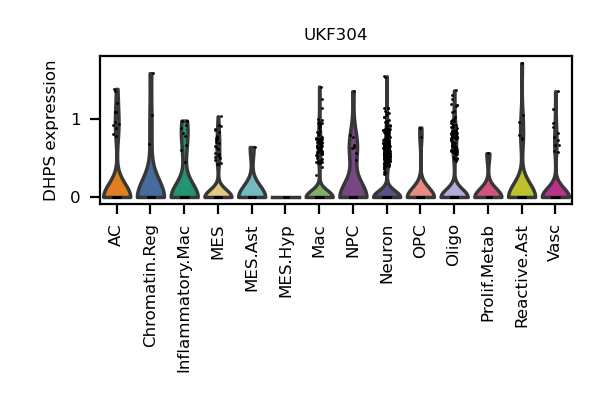 UKF304
DHPS expression
1
0
AC
Chromatin.Reg
Inflammatory.Mac
MES
MES.Ast
MES.Hyp
Mac
NPC
Neuron
OPC
Oligo
Prolif.Metab
Reactive.Ast
Vasc